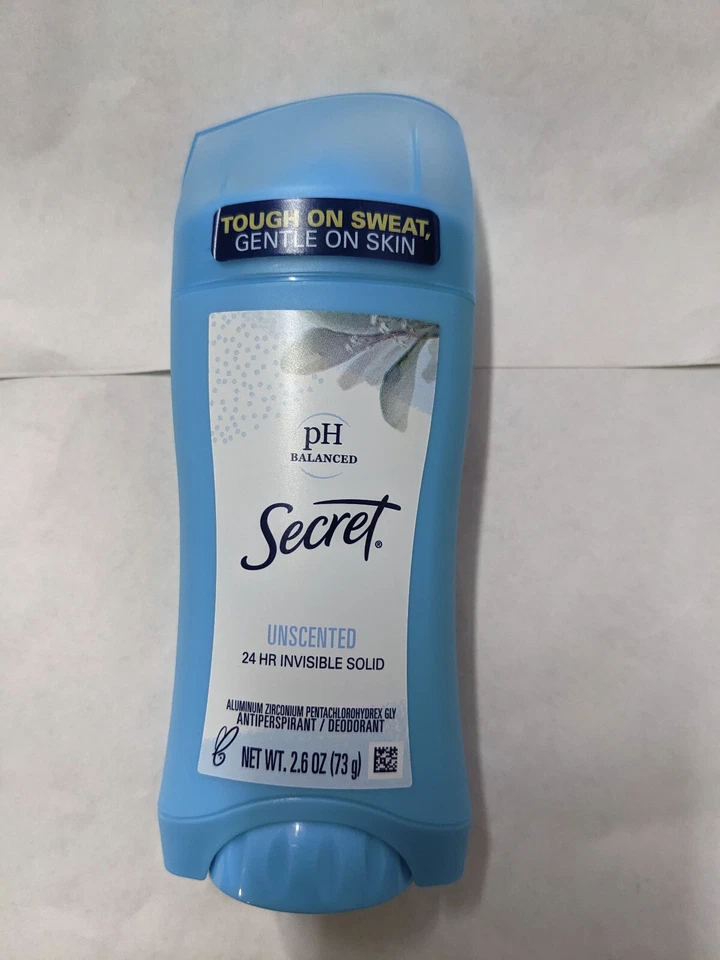 TOUGH ON SWEAT,
GENTLE ON SKIN
pH
BALANCED
Secret®
UNSCENTED
24 HR INVISIBLE SOLID
ALUMINUM ZIRCONIUM PENTACHLOROHYDREX GLY
ANTIPERSPIRANT / DEODORANT
NET WT. 2.6 OZ (73 g)